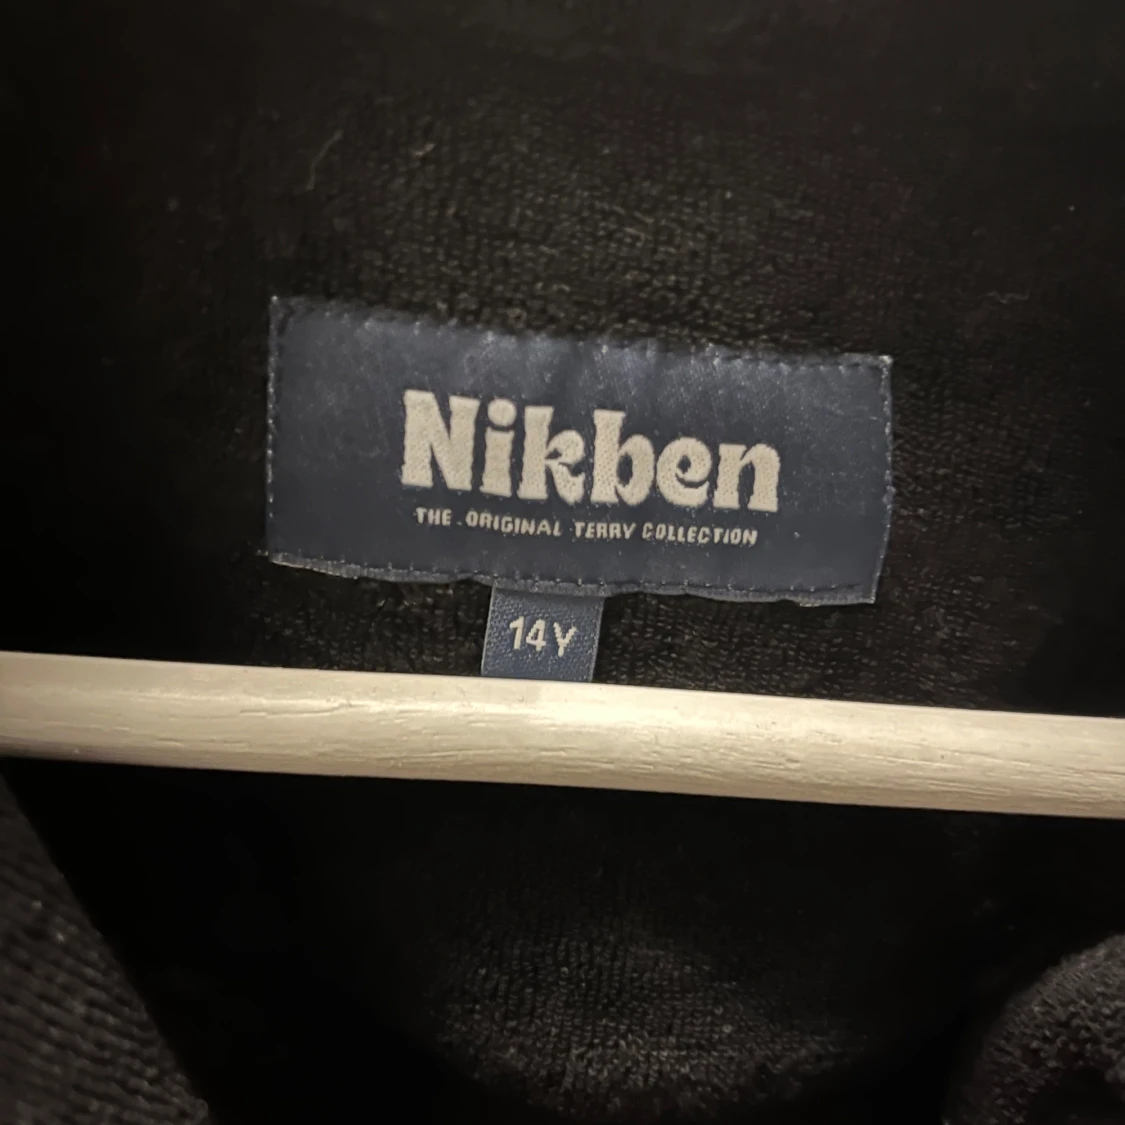 Nikben
THE ORIGINAL TERRY COLLECTION
14Y